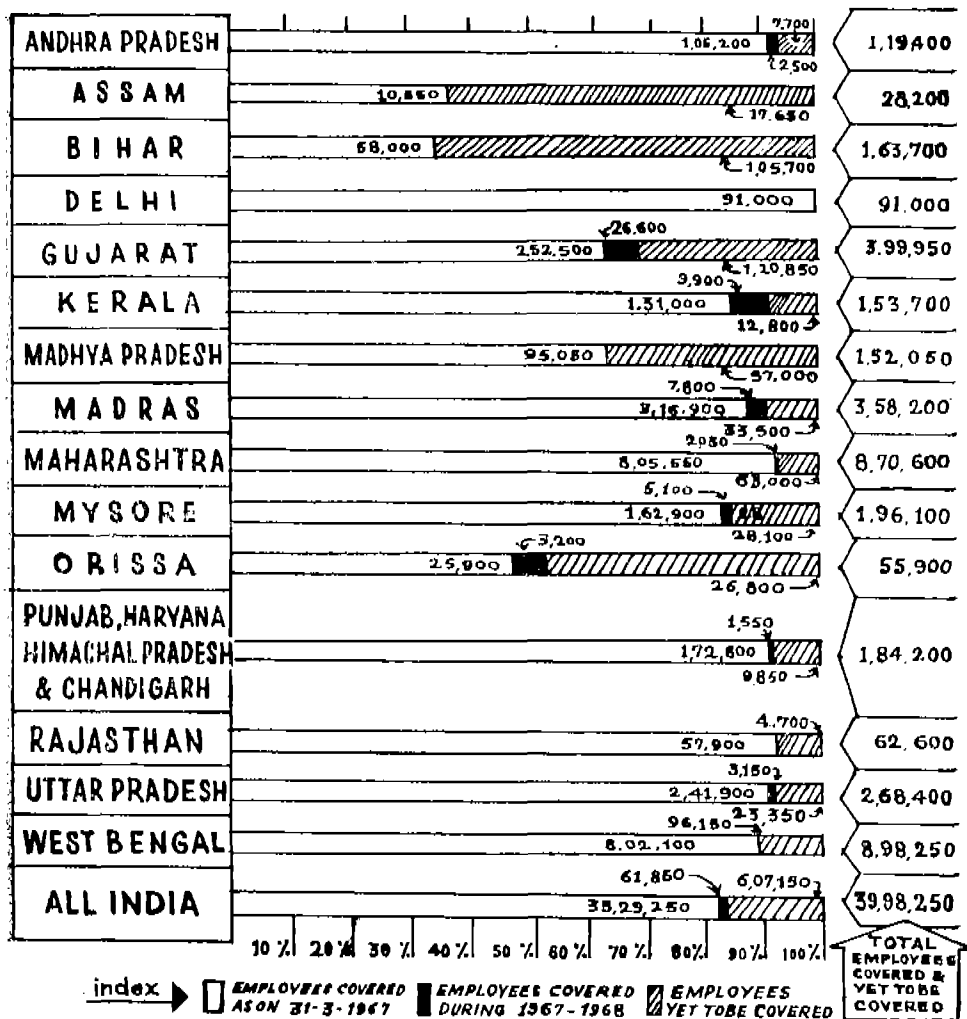 ANDHRA PRADESH 1,06,200 7,700 2,500 1,19,400
ASSAM 10,550 17,650 28,200
BIHAR 58,000 1,05,700 1,63,700
DELHI 91,000 91,000
GUJARAT 252,500 26,600 1,20,850 3,99,950
KERALA 1,31,000 9,900 12,800 1,53,700
MADHYA PRADESH 95,050 57,000 1,52,050
MADRAS 7,800 33,500 3,58,200
MAHARASHTRA 8,05,550 63,000 8,70,600
MYSORE 1,62,900 5,100 28,100 1,96,100
ORISSA 25,900 3,200 26,800 55,900
PUNJAB, HARYANA
HIMACHAL PRADESH
& CHANDIGARH
1,72,800 1,550 9,850 1,84,200
RAJASTHAN 57,900 4,700 62,600
UTTAR PRADESH 2,41,900 3,150 23,350 2,68,400
WEST BENGAL 8,02,100 96,150 8,98,250
ALL INDIA 61,850 6,07,150 39,98,250
10% 20% 30% 40% 50% 70% 80% 90% 100%
index
EMPLOYEES COVERED
AS ON 31-3-1967
EMPLOYEES COVERED
DURING 1967-1968
EMPLOYEES
YET TO BE COVERED
TOTAL
EMPLOYEES
COVERED &
YET TO BE
COVERED